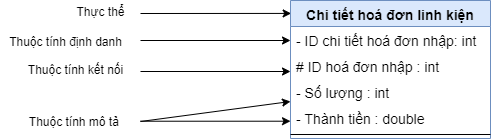 Thực thể
Chi tiết hoá đơn linh kiện
Thuộc tính định danh
- ID chi tiết hoá đơn nhập: int
Thuộc tính kết nối
# ID hoá đơn nhập : int
- Số lượng : int
Thuộc tính mô tả
- Thành tiền : double